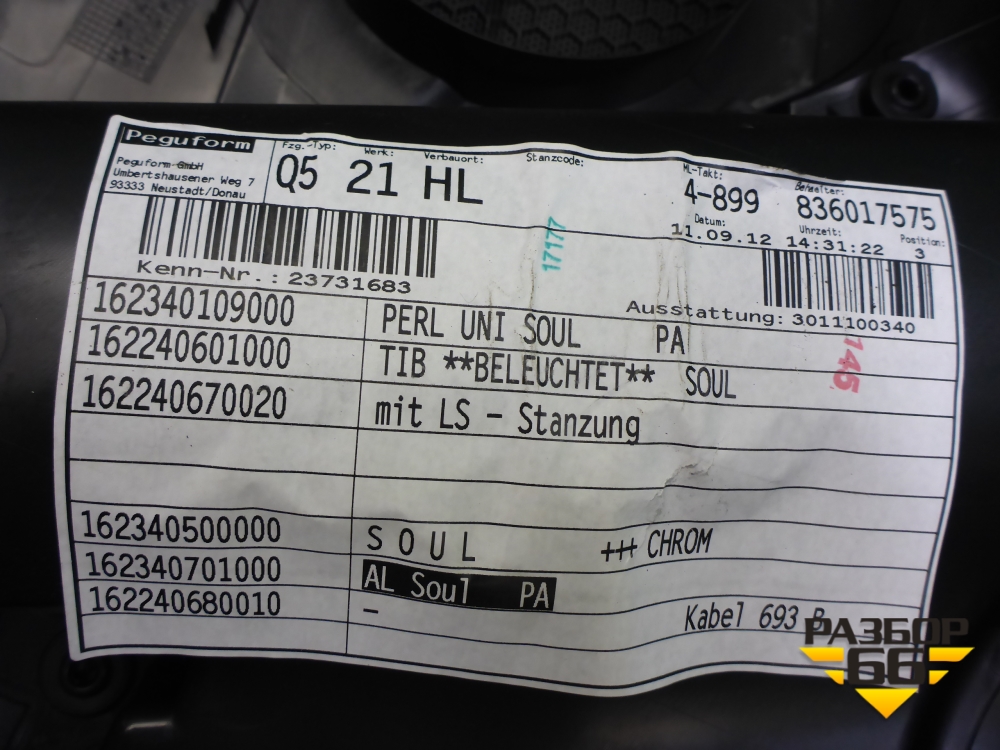 Peguform
Peguform GmbH
Umbertshausener Weg 7
93333 Neustadt/Donau
Fzg.-Typ: Werk: Verbauort: Stanzcode: ML-Takt: Behaelter:
Q5 21 HL 4-899 836017575
Datum: Uhrzeit: Position:
11.09.12 14:31:22 3
17177
Kenn-Nr.: 23731683
Ausstattung: 3011100340
145
162340109000 PERL UNI SOUL PA
162240601000 TIB **BELEUCHTET** SOUL
162240670020 mit LS - Stanzung
162340500000 S O U L +++ CHROM
162340701000 AL Soul PA
162240680010 - Kabel 693 B
РАЗБОР
66